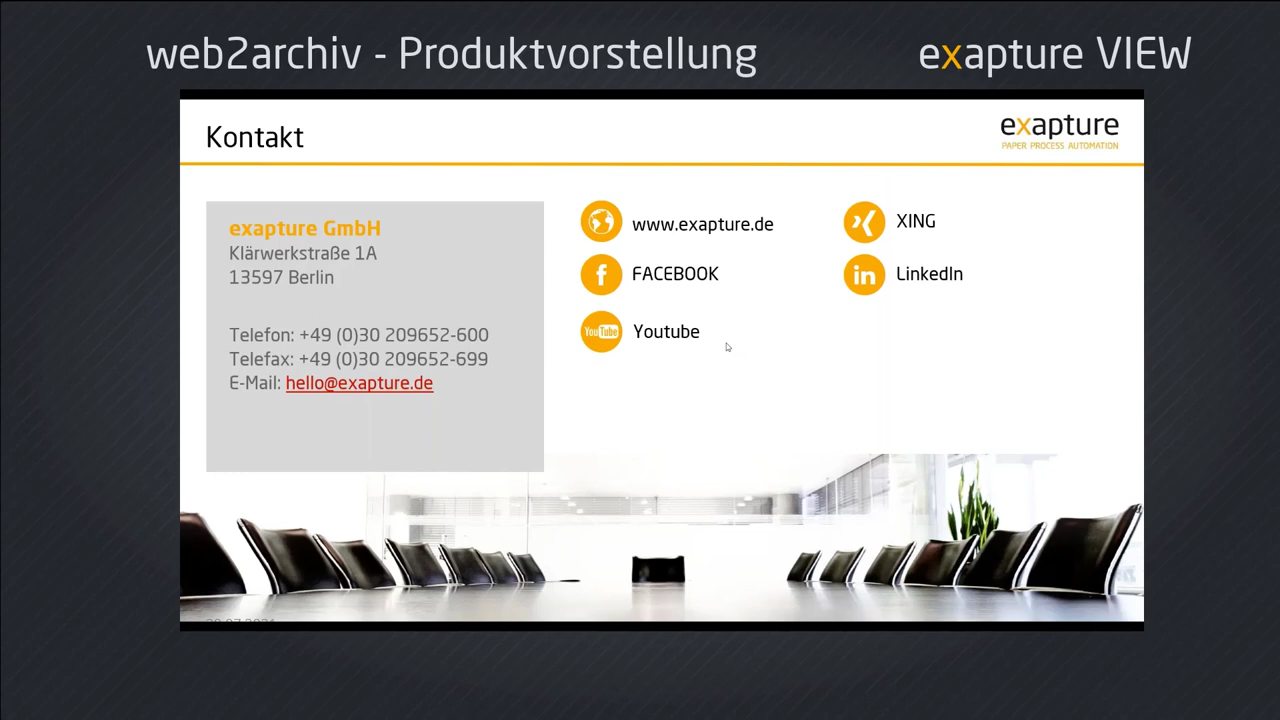 web2archiv - Produktvorstellung
exapture VIEW
Kontakt
exapture
PAPER PROCESS AUTOMATION
exapture GmbH
Klärwerkstraße 1A
13597 Berlin
Telefon: +49 (0)30 209652-600
Telefax: +49 (0)30 209652-699
E-Mail: hello@exapture.de
www.exapture.de
f FACEBOOK
YouTube Youtube
XING
in LinkedIn